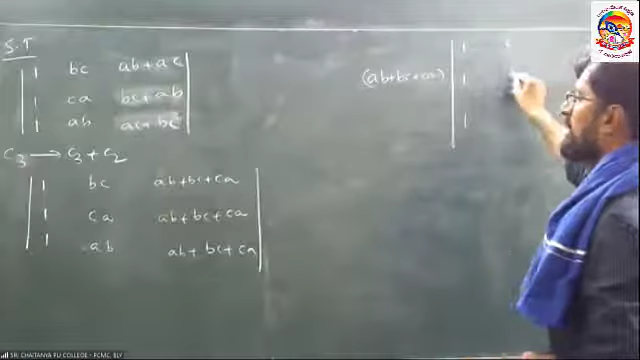 S.T
1 bc ab+ac
1 ca bc+ab
1 ab ac+bc
C3 → C3 + C2
1 bc ab+bc+ca
1 ca ab+bc+ca
1 ab ab+bc+ca
(ab+bc+ca) 1
1
1
SRI CHAITANYA PU COLLEGE - PCMC, BLY